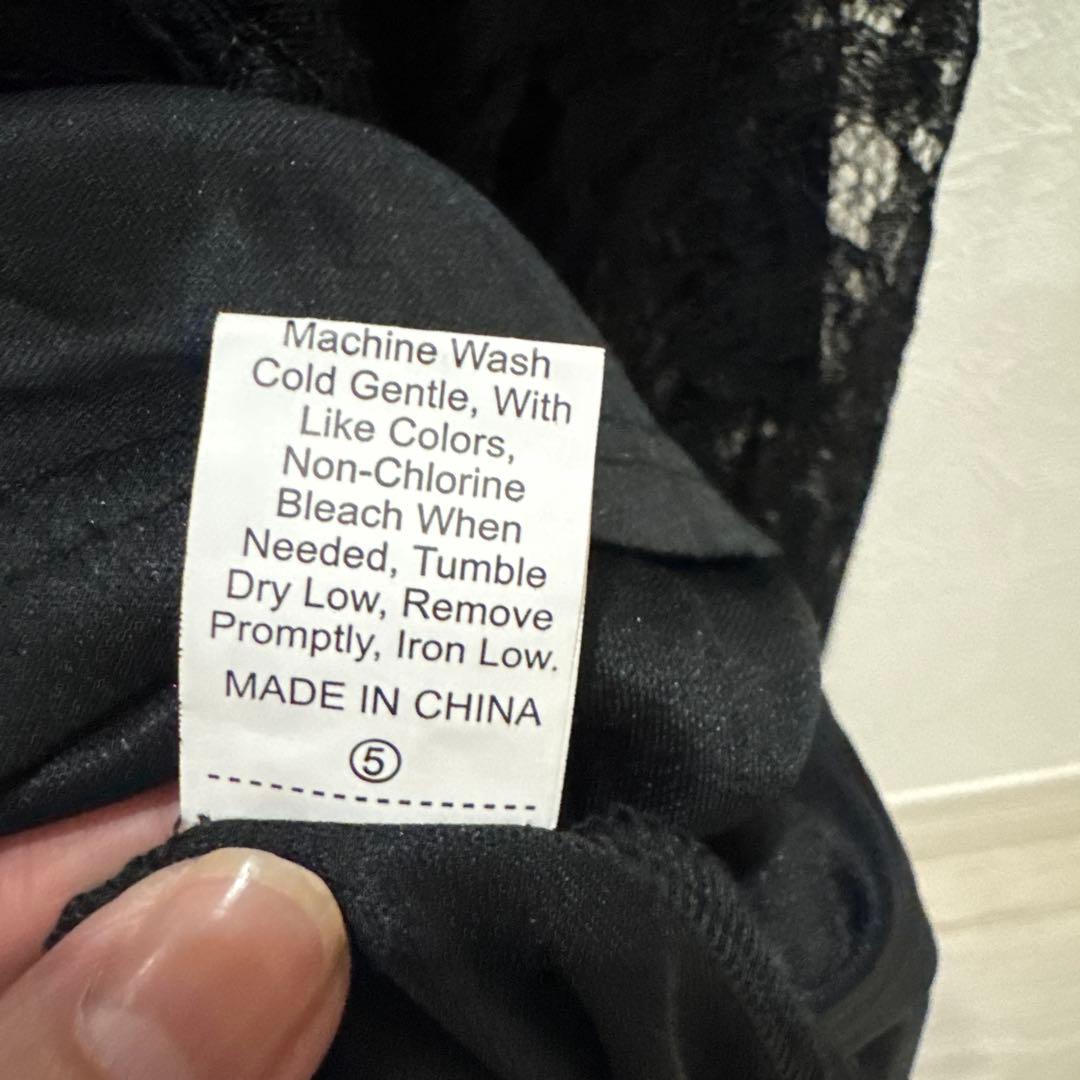 Machine Wash
Cold Gentle, With
Like Colors,
Non-Chlorine
Bleach When
Needed, Tumble
Dry Low, Remove
Promptly, Iron Low.
MADE IN CHINA
⑤